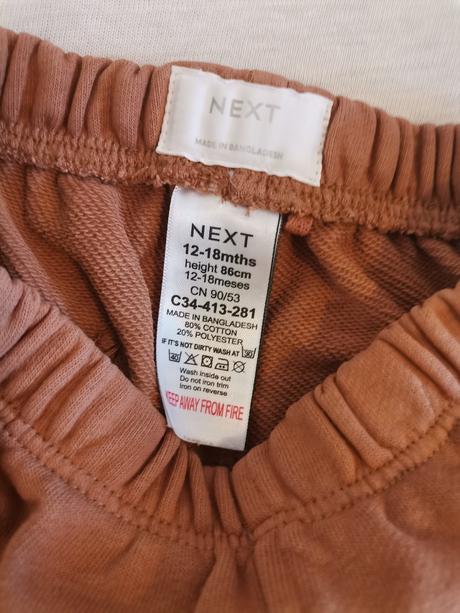 NEXT
MADE IN BANGLADESH
NEXT
12-18mths
height 86cm
12-18meses
CN 90/53
C34-413-281
MADE IN BANGLADESH
80% COTTON
20% POLYESTER
IF IT'S NOT DIRTY WASH AT 30
40
Wash inside out
Do not iron trim
Iron on reverse
KEEP AWAY FROM FIRE